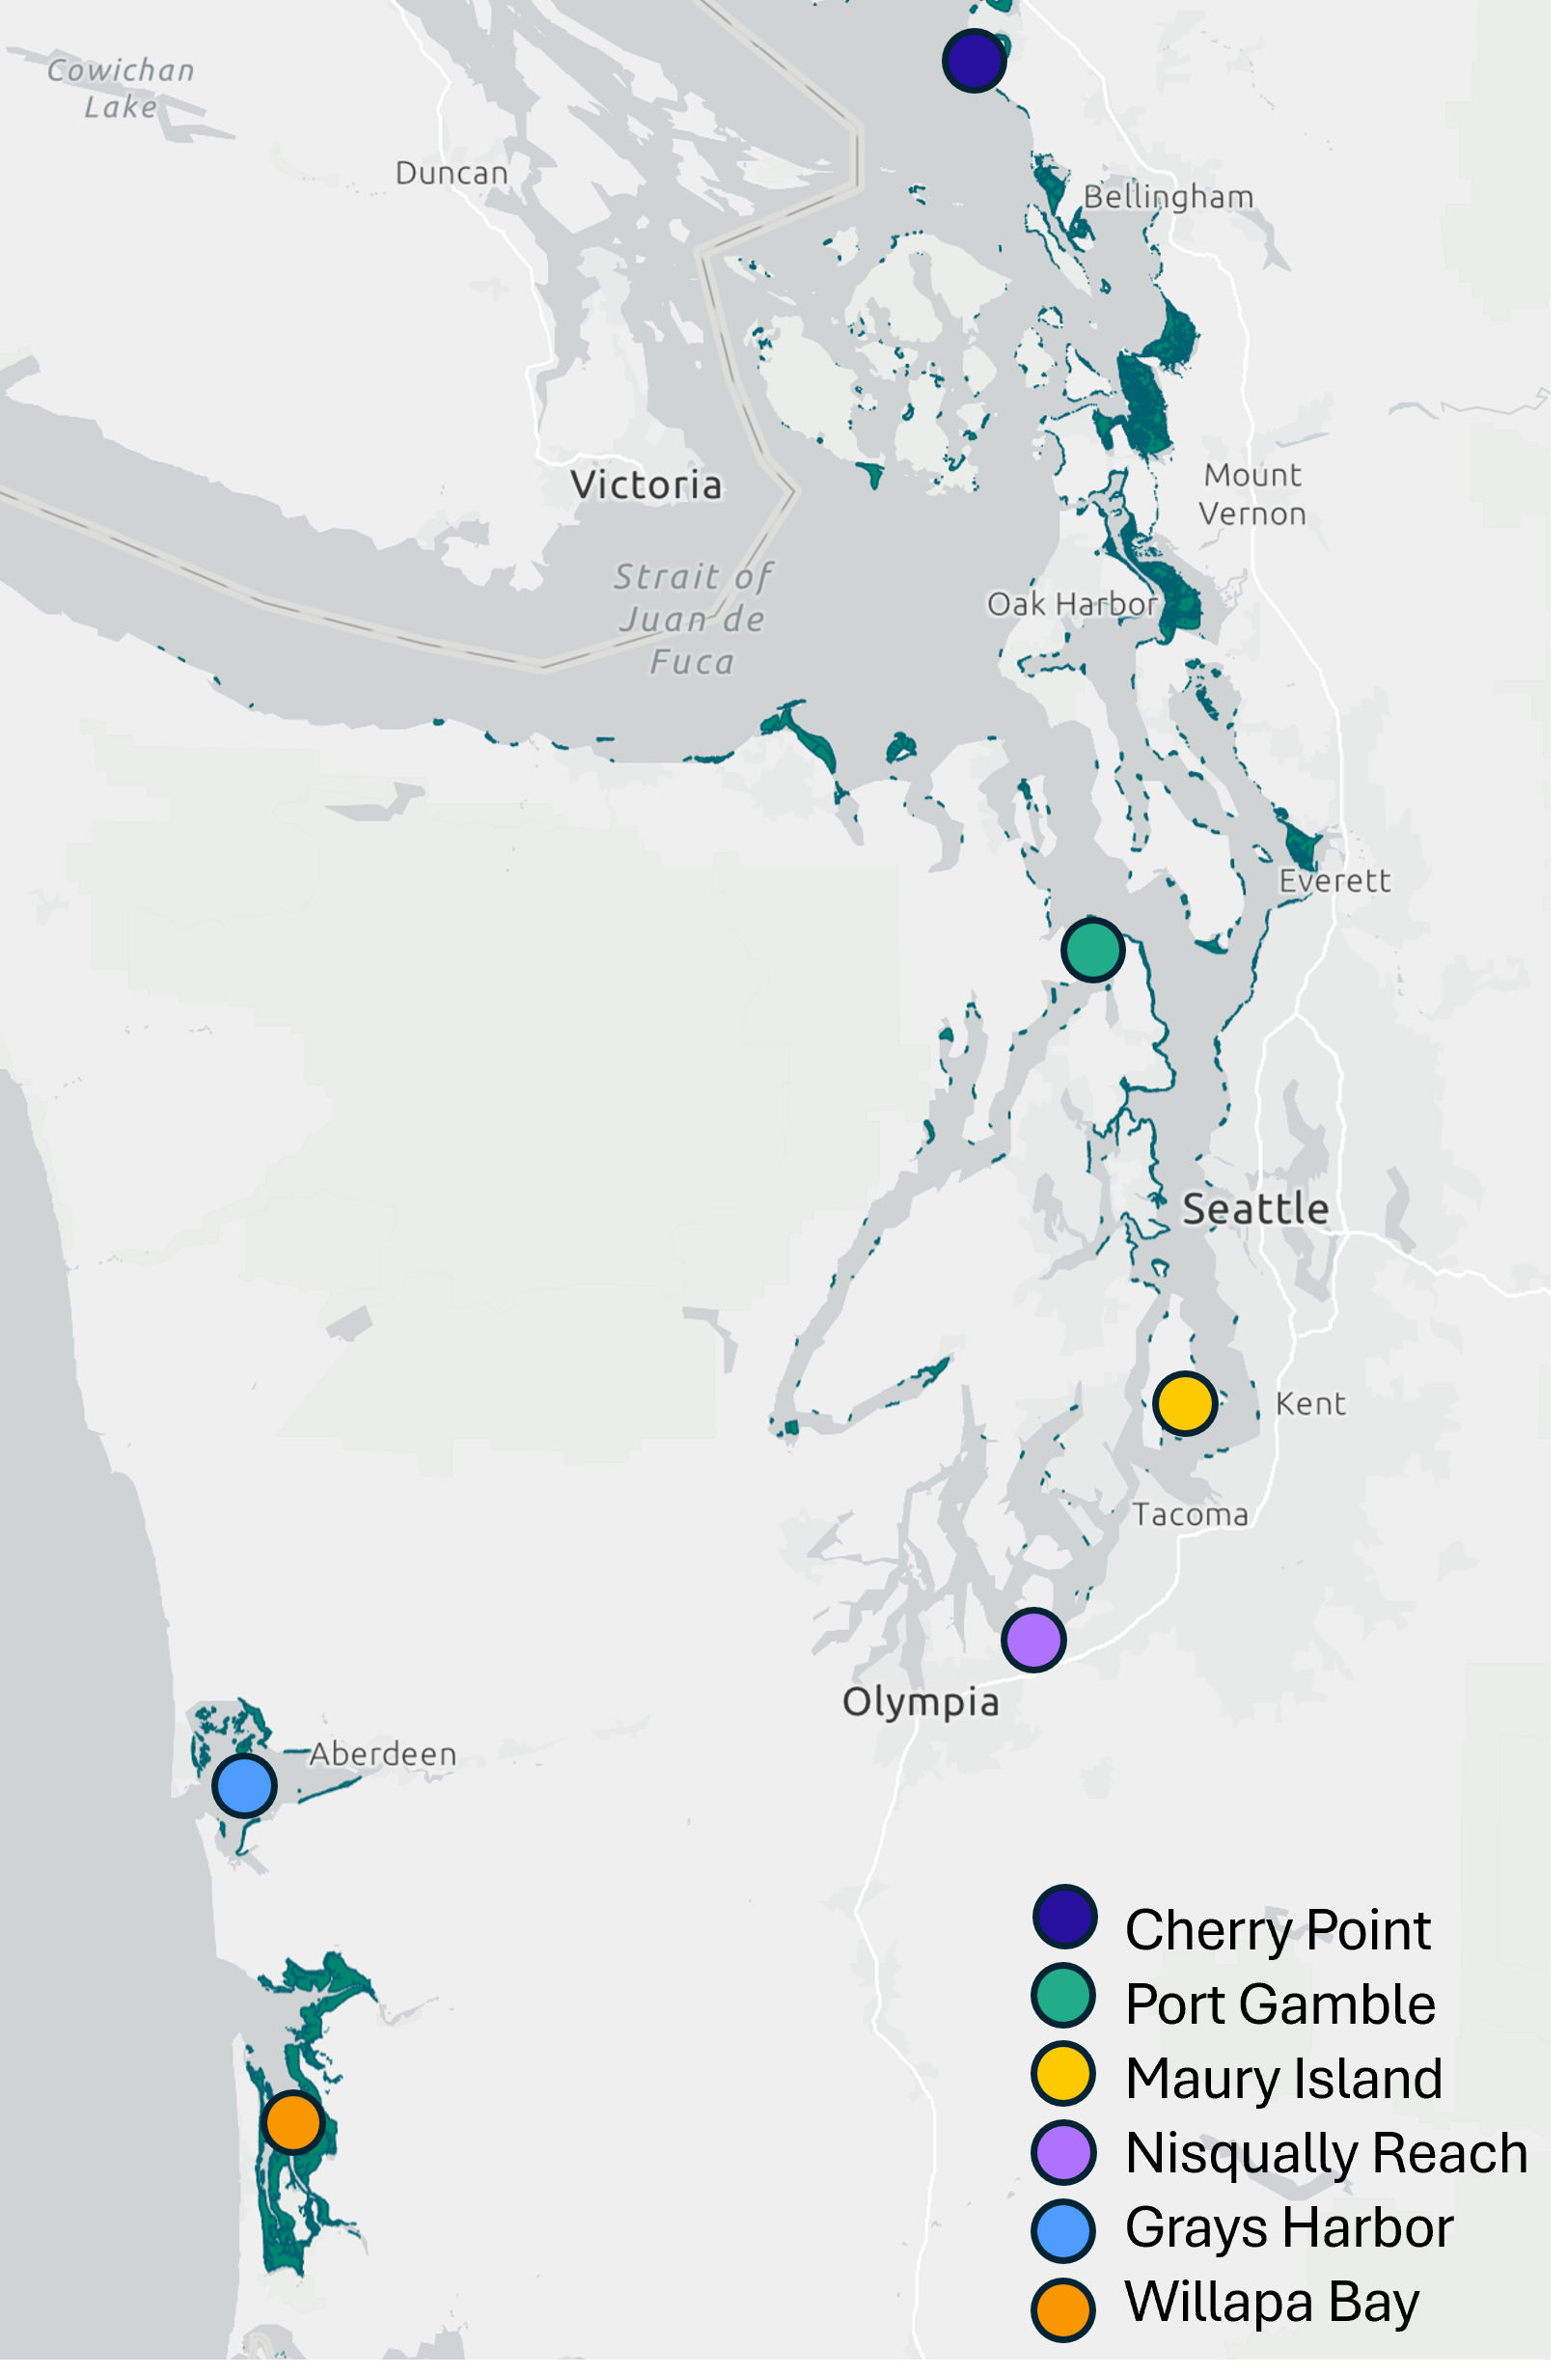 Cowichan
Lake
Duncan
Bellingham
Victoria
Mount
Vernon
Strait of
Juan de
Fuca
Oak Harbor
Everett
Seattle
Kent
Tacoma
Olympia
Aberdeen
Cherry Point
Port Gamble
Maury Island
Nisqually Reach
Grays Harbor
Willapa Bay